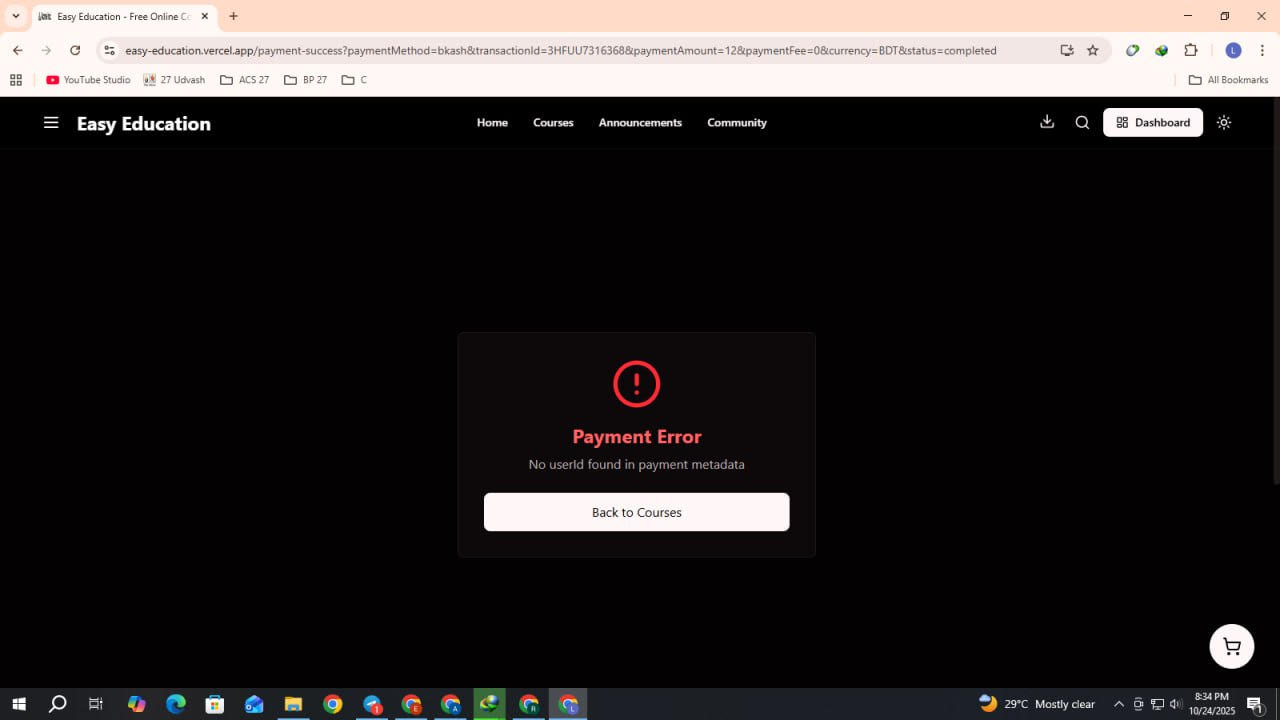 Easy Education - Free Online Co
easy-education.vercel.app/payment-success?paymentMethod=bkash&transactionId=3HFUU7316368&paymentAmount=12&paymentFee=0&currency=BDT&status=completed
L
YouTube Studio
27 Udvash
ACS 27
BP 27
C
All Bookmarks
Easy Education
Home
Courses
Announcements
Community
Dashboard
Payment Error
No userId found in payment metadata
Back to Courses
29°C Mostly clear
8:34 PM
10/24/2025